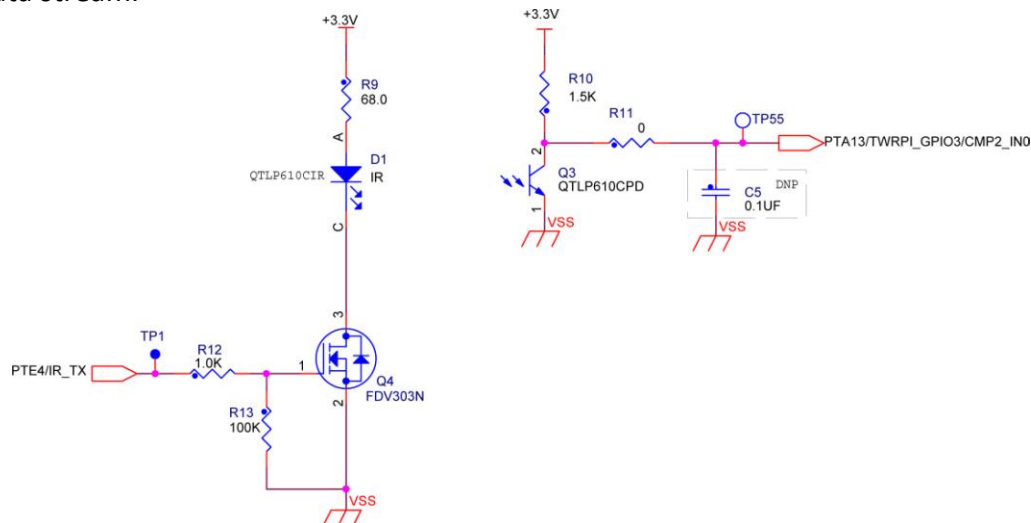 +3.3V
R9
68.0
A
D1
IR
QTLP610CIR
C
3
TP1
PTE4/IR_TX
R12
1.0K
1
Q4
FDV303N
2
R13
100K
VSS
+3.3V
R10
1.5K
R11
0
TP55
PTA13/TWRPI_GPIO3/CMP2_IN0
2
Q3
QTLP610CPD
1
VSS
DNP
C5
0.1UF
VSS